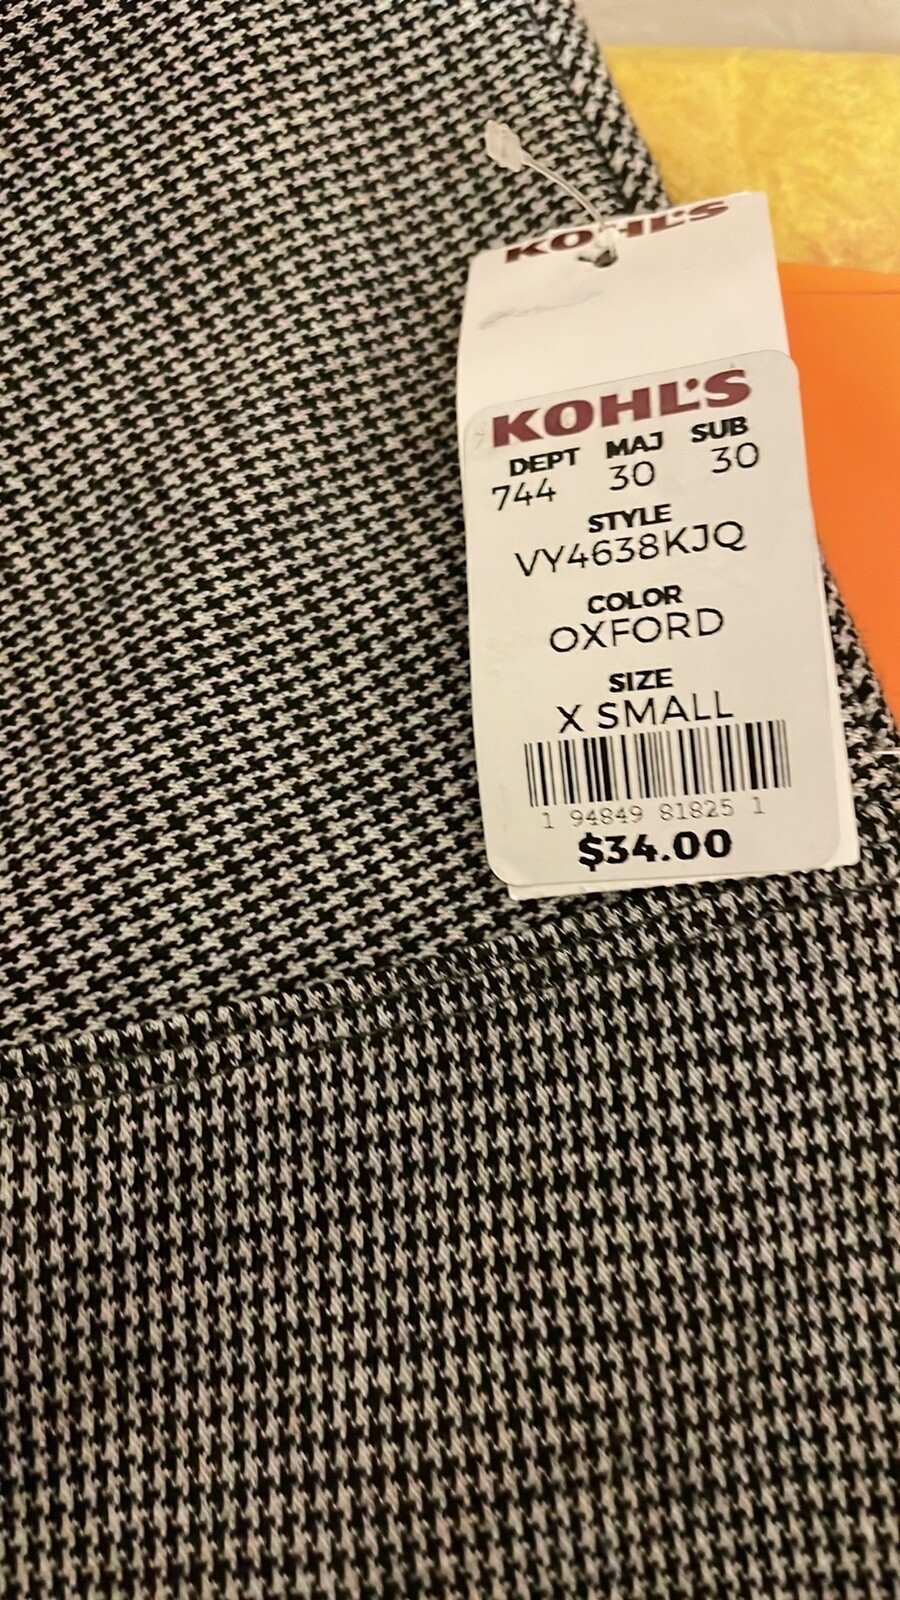 KOHL'S
KOHL'S
DEPT MAJ SUB
744 30 30
STYLE
VY4638KJQ
COLOR
OXFORD
SIZE
X SMALL
1 94849 81825 1
$34.00